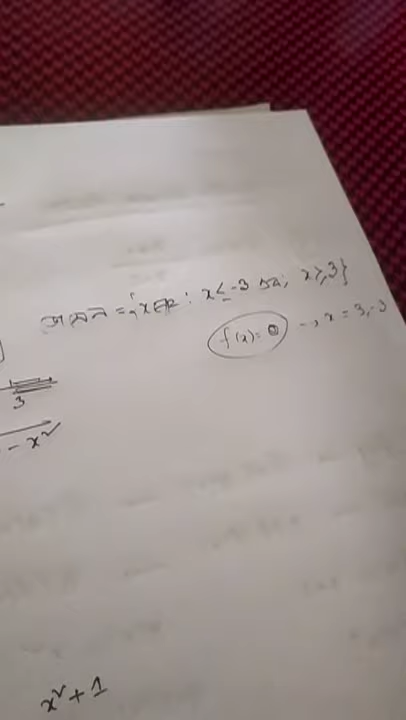 ডোমেন = {x ∈ ℝ : x ≤ -3 অথবা, x ≥ 3}
f(x) = 0 → x = 3, -3
3
- x²
x² + 1